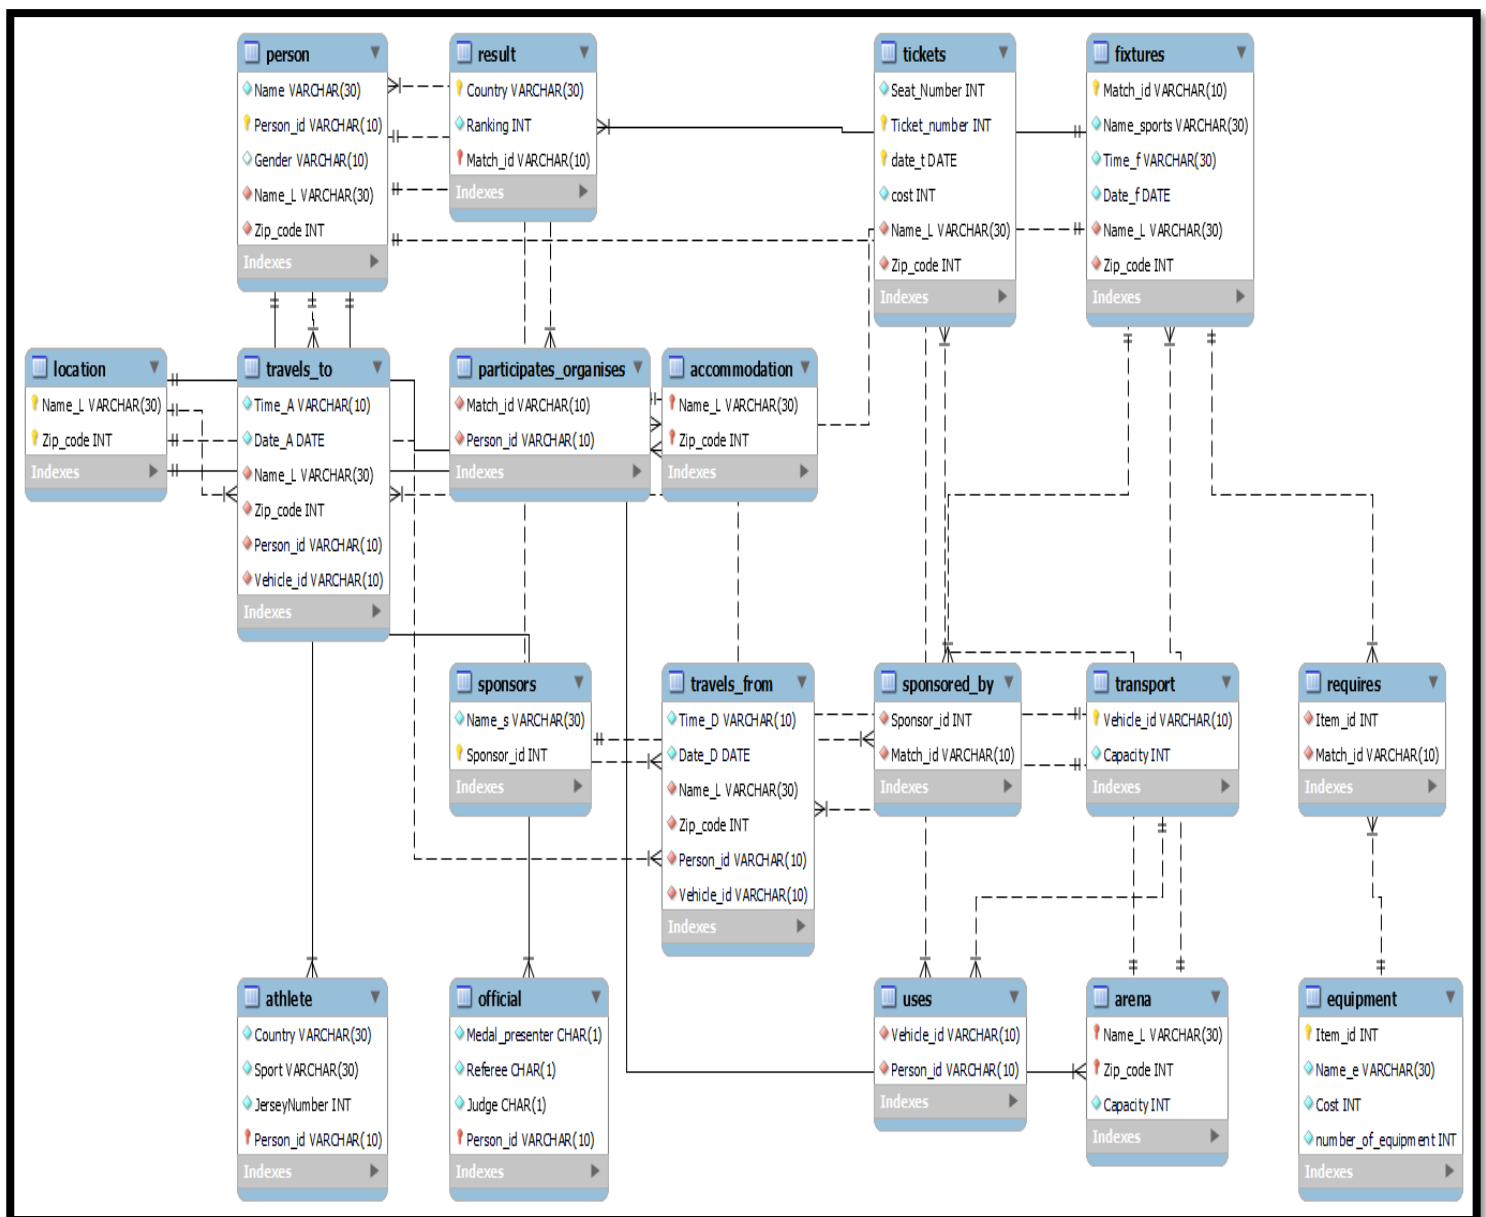 person
Name VARCHAR(30)
Person_id VARCHAR(10)
Gender VARCHAR(10)
Name_L VARCHAR(30)
Zip_code INT
Indexes
result
Country VARCHAR(30)
Ranking INT
Match_id VARCHAR(10)
Indexes
tickets
Seat_Number INT
Ticket_number INT
date_t DATE
cost INT
Name_L VARCHAR(30)
Zip_code INT
Indexes
fixtures
Match_id VARCHAR(10)
Name_sports VARCHAR(30)
Time_f VARCHAR(30)
Date_f DATE
Name_L VARCHAR(30)
Zip_code INT
Indexes
location
Name_L VARCHAR(30)
Zip_code INT
Indexes
travels_to
Time_A VARCHAR(10)
Date_A DATE
Name_L VARCHAR(30)
Zip_code INT
Person_id VARCHAR(10)
Vehicle_id VARCHAR(10)
Indexes
participates_organises
Match_id VARCHAR(10)
Person_id VARCHAR(10)
Indexes
accommodation
Name_L VARCHAR(30)
Zip_code INT
Indexes
sponsors
Name_s VARCHAR(30)
Sponsor_id INT
Indexes
travels_from
Time_D VARCHAR(10)
Date_D DATE
Name_L VARCHAR(30)
Zip_code INT
Person_id VARCHAR(10)
Vehicle_id VARCHAR(10)
Indexes
sponsored_by
Sponsor_id INT
Match_id VARCHAR(10)
Indexes
transport
Vehicle_id VARCHAR(10)
Capacity INT
Indexes
requires
Item_id INT
Match_id VARCHAR(10)
Indexes
athlete
Country VARCHAR(30)
Sport VARCHAR(30)
JerseyNumber INT
Person_id VARCHAR(10)
Indexes
official
Medal_presenter CHAR(1)
Referee CHAR(1)
Judge CHAR(1)
Person_id VARCHAR(10)
Indexes
uses
Vehicle_id VARCHAR(10)
Person_id VARCHAR(10)
Indexes
arena
Name_L VARCHAR(30)
Zip_code INT
Capacity INT
Indexes
equipment
Item_id INT
Name_e VARCHAR(30)
Cost INT
number_of_equipment INT
Indexes